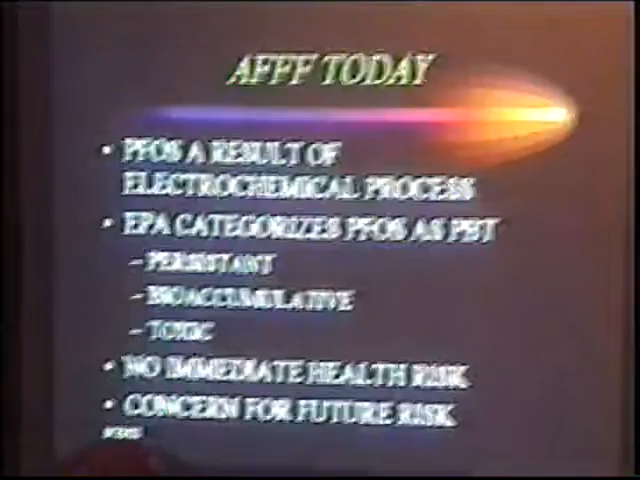 AFFF TODAY
• PFOS A RESULT OF
ELECTROCHEMICAL PROCESS
• EPA CATEGORIZES PFOS AS PBT
– PERSISTANT
– BIOACCUMULATIVE
– TOXIC
• NO IMMEDIATE HEALTH RISK
• CONCERN FOR FUTURE RISK